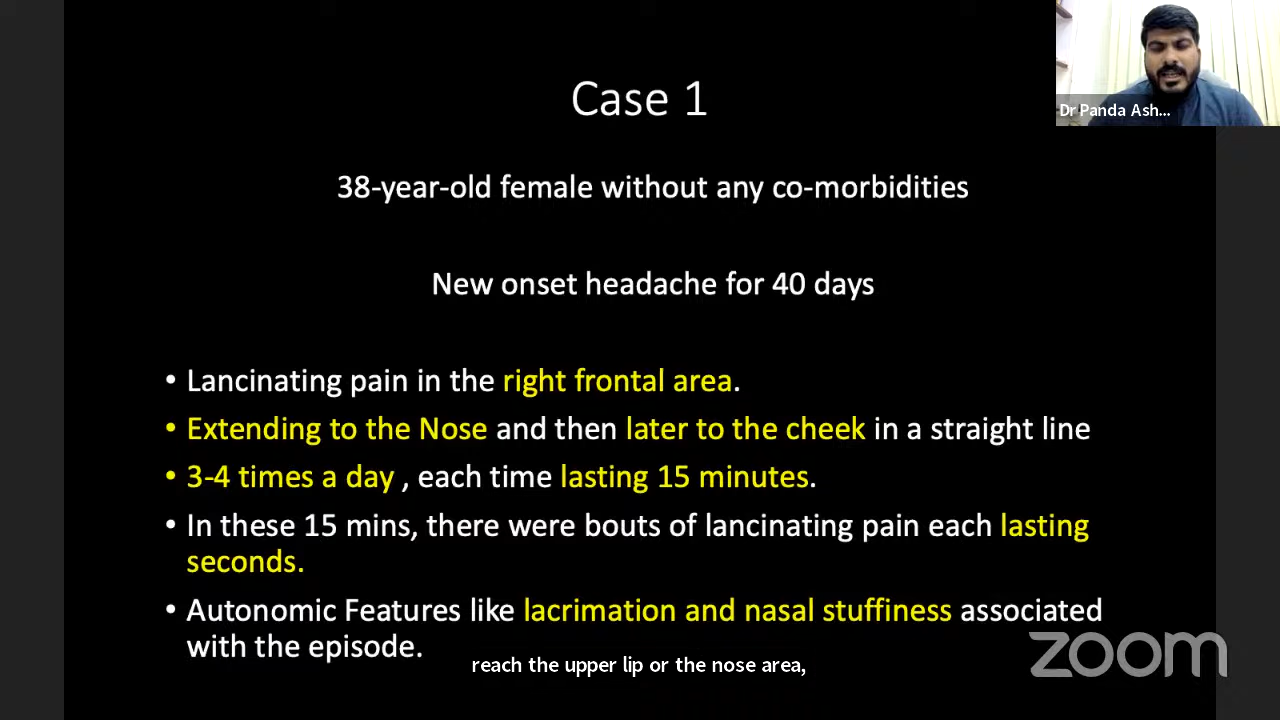 Case 1
Dr Panda Ash...
38-year-old female without any co-morbidities
New onset headache for 40 days
• Lancinating pain in the right frontal area.
• Extending to the Nose and then later to the cheek in a straight line
• 3-4 times a day , each time lasting 15 minutes.
• In these 15 mins, there were bouts of lancinating pain each lasting
seconds.
• Autonomic Features like lacrimation and nasal stuffiness associated
with the episode.
reach the upper lip or the nose area,
zoom